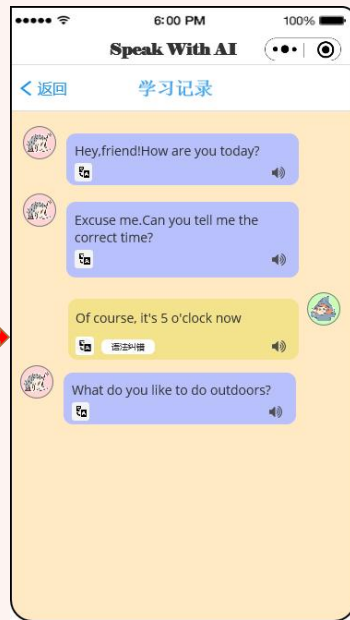 6:00 PM
100%
Speak With AI
返回
学习记录
Hey,friend!How are you today?
Excuse me.Can you tell me the
correct time?
Of course, it's 5 o'clock now
语法纠错
What do you like to do outdoors?